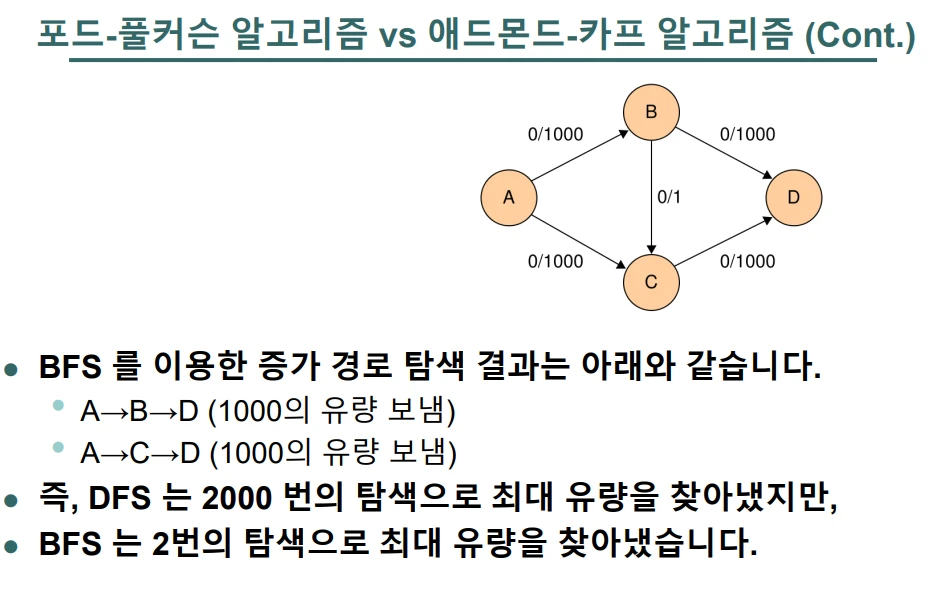 포드-풀커슨 알고리즘 vs 애드몬드-카프 알고리즘 (Cont.)
B
0/1000
0/1000
A
0/1
D
0/1000
0/1000
C
BFS 를 이용한 증가 경로 탐색 결과는 아래와 같습니다.
A→B→D (1000의 유량 보냄)
A→C→D (1000의 유량 보냄)
즉, DFS 는 2000 번의 탐색으로 최대 유량을 찾아냈지만,
BFS 는 2번의 탐색으로 최대 유량을 찾아냈습니다.